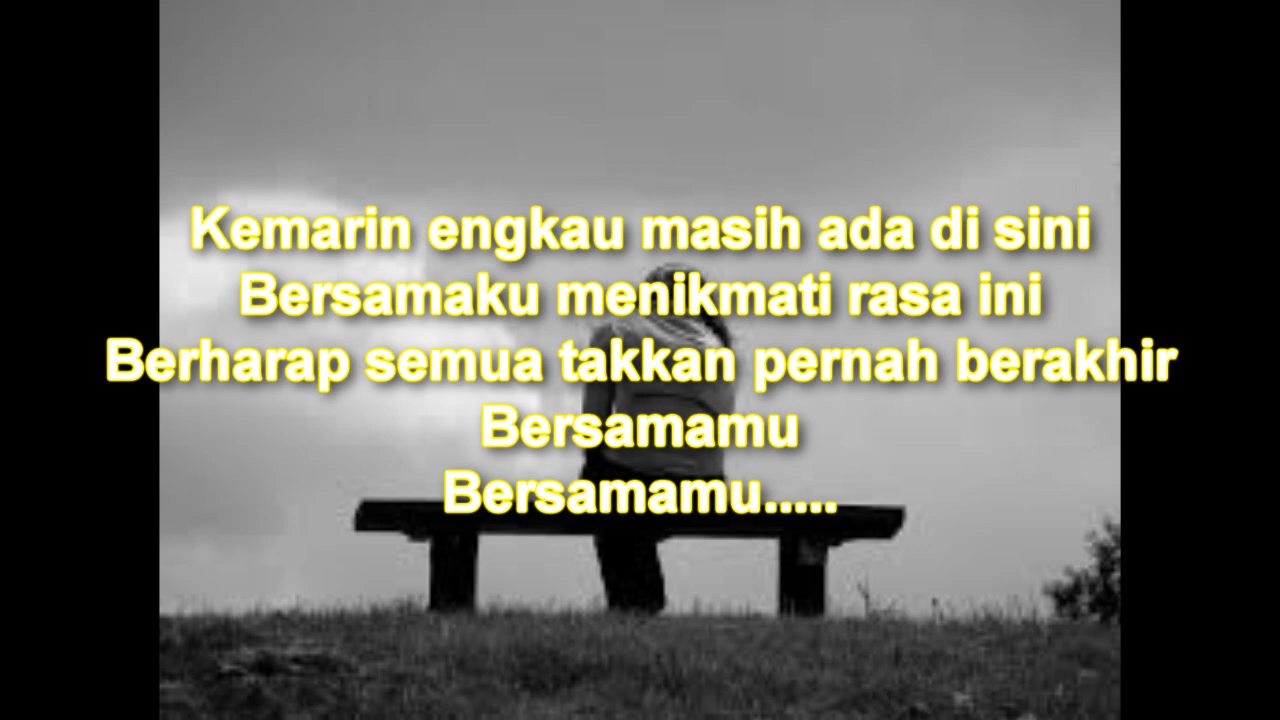 Kemarin engkau masih ada di sini
Bersamaku menikmati rasa ini
Berharap semua takkan pernah berakhir
Bersamamu
Bersamamu.....